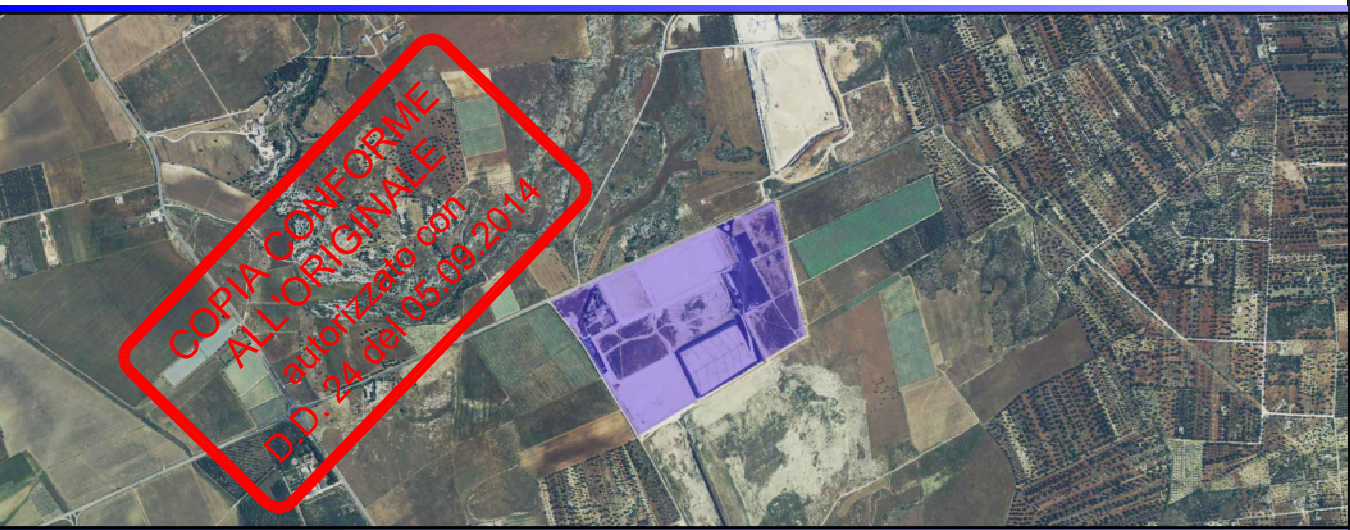 COPIA CONFORME
ALL'ORIGINALE
autorizzato con
D.D. 24 del 05.09.2014